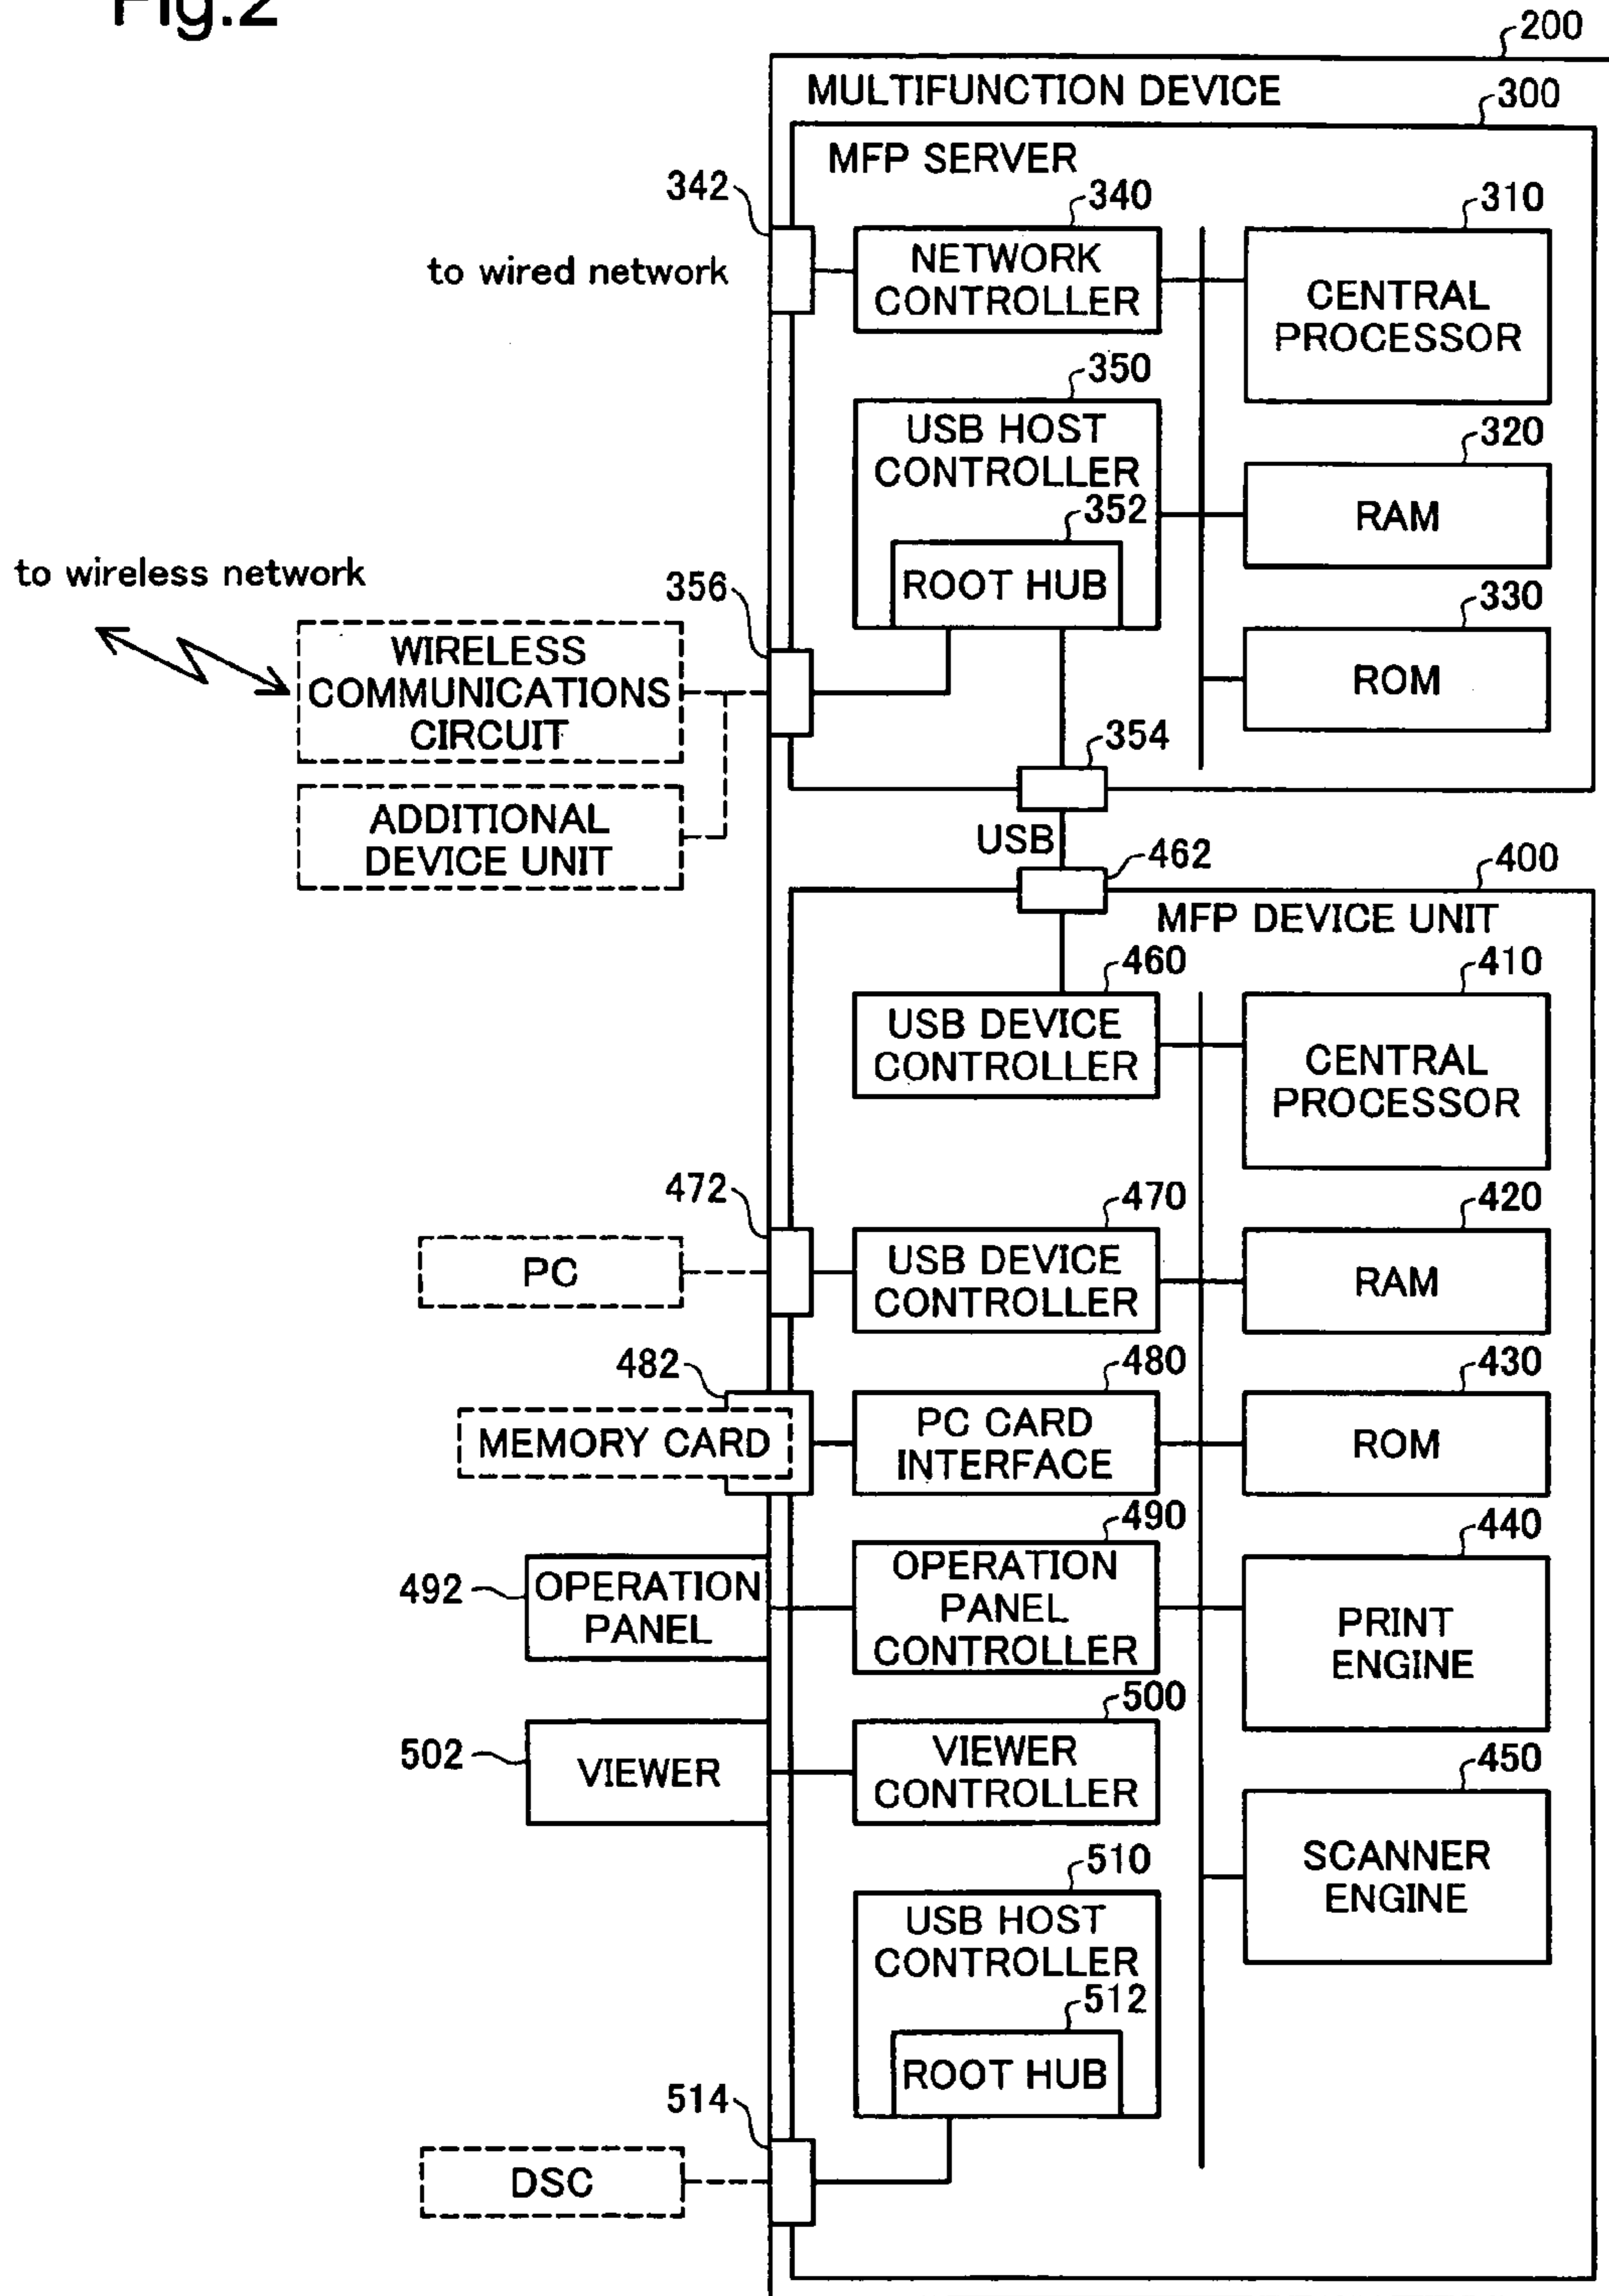 Fig.2
200
MULTIFUNCTION DEVICE
300
MFP SERVER
342
340
310
to wired network
NETWORK
CONTROLLER
CENTRAL
PROCESSOR
350
USB HOST
CONTROLLER
320
RAM
352
ROOT HUB
to wireless network
356
330
ROM
WIRELESS
COMMUNICATIONS
CIRCUIT
354
ADDITIONAL
DEVICE UNIT
USB
462
400
MFP DEVICE UNIT
460
410
USB DEVICE
CONTROLLER
CENTRAL
PROCESSOR
472
470
420
PC
USB DEVICE
CONTROLLER
RAM
482
480
430
MEMORY CARD
PC CARD
INTERFACE
ROM
490
440
492
OPERATION
PANEL
OPERATION
PANEL
CONTROLLER
PRINT
ENGINE
500
502
VIEWER
VIEWER
CONTROLLER
450
SCANNER
ENGINE
510
USB HOST
CONTROLLER
512
ROOT HUB
514
DSC